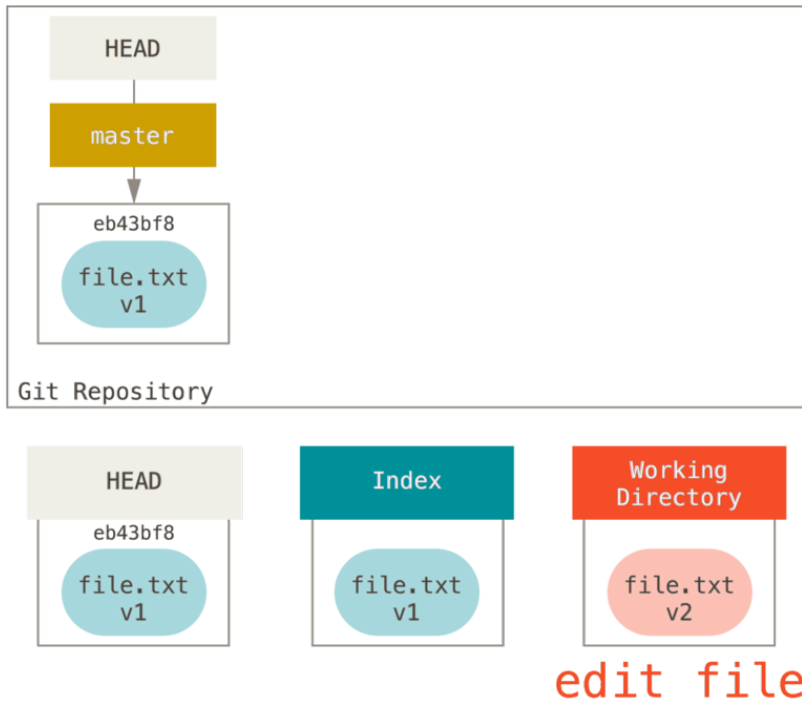 HEAD
master
eb43bf8
file.txt
v1
Git Repository
HEAD
Index
Working
Directory
eb43bf8
file.txt
v1
file.txt
v1
file.txt
v2
edit file